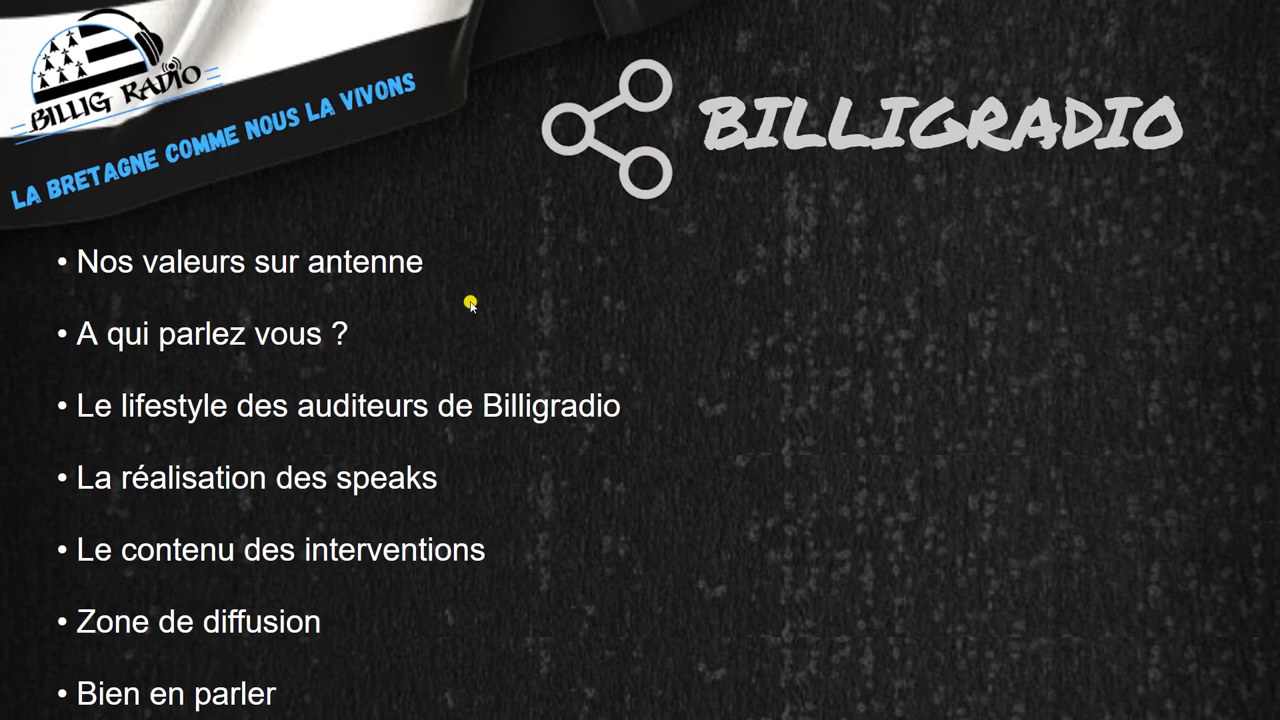 BILLIG RADIO
LA BRETAGNE COMME NOUS LA VIVONS
BILLIGRADIO
• Nos valeurs sur antenne
• A qui parlez vous ?
• Le lifestyle des auditeurs de Billigradio
• La réalisation des speaks
• Le contenu des interventions
• Zone de diffusion
• Bien en parler